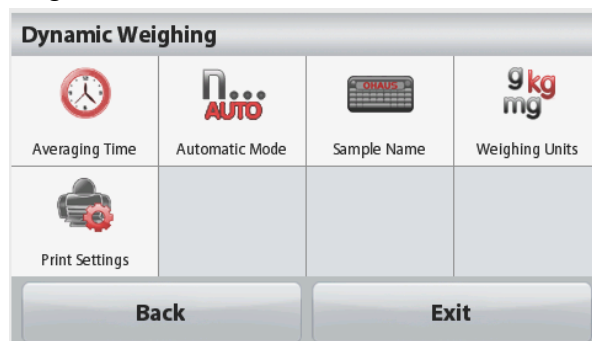 Dynamic Weighing
n...
AUTO
OHAUS
g kg
mg
Averaging Time
Automatic Mode
Sample Name
Weighing Units
Print Settings
Back
Exit